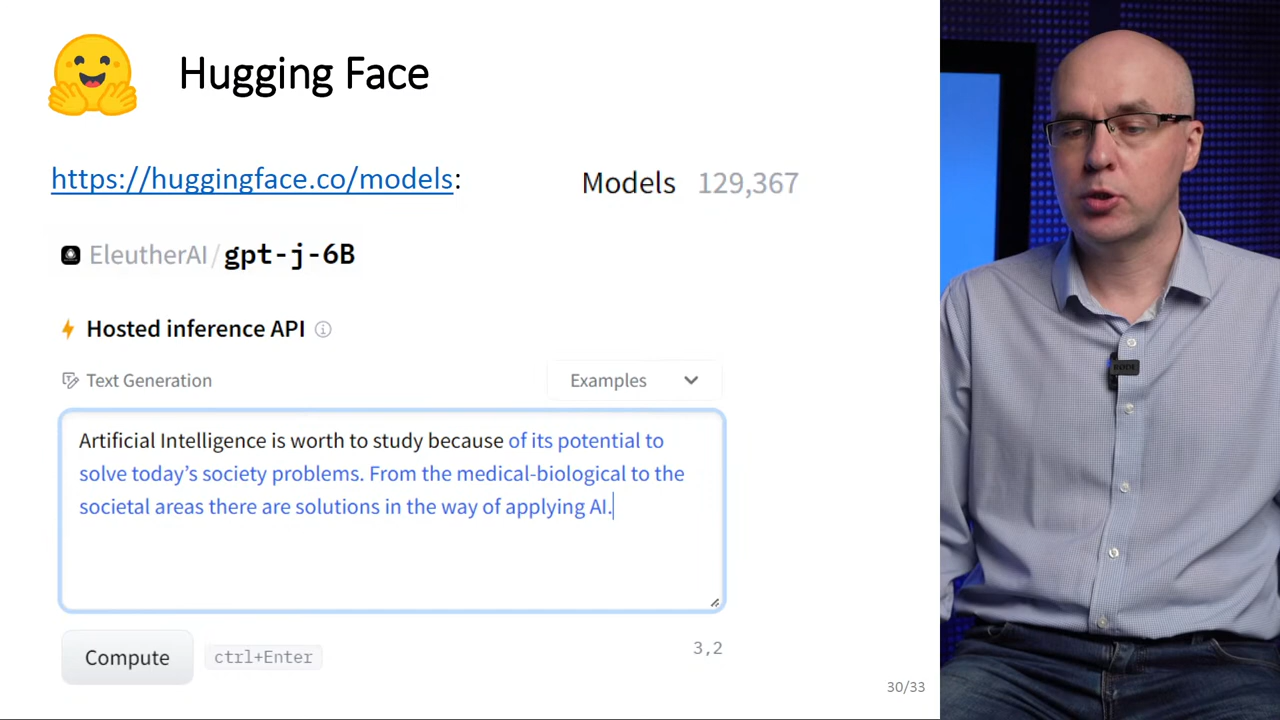 Hugging Face
https://huggingface.co/models:
Models 129,367
EleutherAI/gpt-j-6B
Hosted inference API
Text Generation
Examples
Artificial Intelligence is worth to study because of its potential to
solve today’s society problems. From the medical-biological to the
societal areas there are solutions in the way of applying AI.
Compute
ctrl+Enter
3,2
30/33